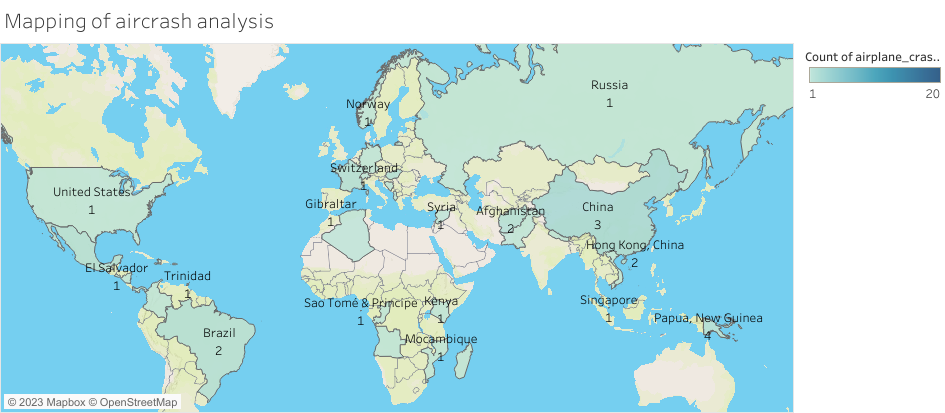 Mapping of aircrash analysis
Count of airplane_cras..
1 20
Russia
1
Norway
1
Switzerland
1
United States
1
Gibraltar
1
Syria
1
Afghanistan
2
China
3
Hong Kong, China
2
El Salvador
1
Trinidad
1
Sao Tome & Principe
1
Kenya
1
Singapore
1
Papua, New Guinea
4
Brazil
2
Mocambique
1
© 2023 Mapbox © OpenStreetMap